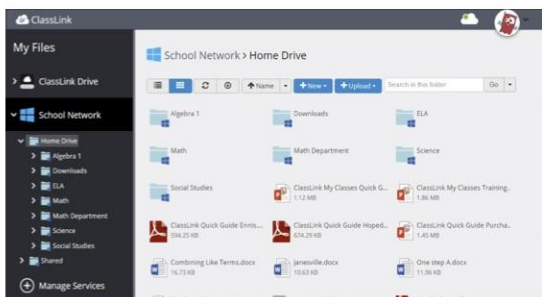 ClassLink
My Files
ClassLink Drive
School Network
Home Drive
Algebra 1
Downloads
ELA
Math
Math Department
Science
Social Studies
Shared
Manage Services
School Network > Home Drive
Name
New
Upload
Search in this folder
Go
Algebra 1
Downloads
ELA
Math
Math Department
Science
Social Studies
ClassLink My Classes Quick G...
1.12 MB
ClassLink My Classes Training..
1.86 MB
ClassLink Quick Guide Ennis....
594.25 KB
ClassLink Quick Guide Hoped...
674.29 KB
ClassLink Quick Guide Purcha..
1.45 MB
Combining Like Terms.docx
16.73 KB
Janesville.docx
10.63 KB
One step A.docx
11.96 KB